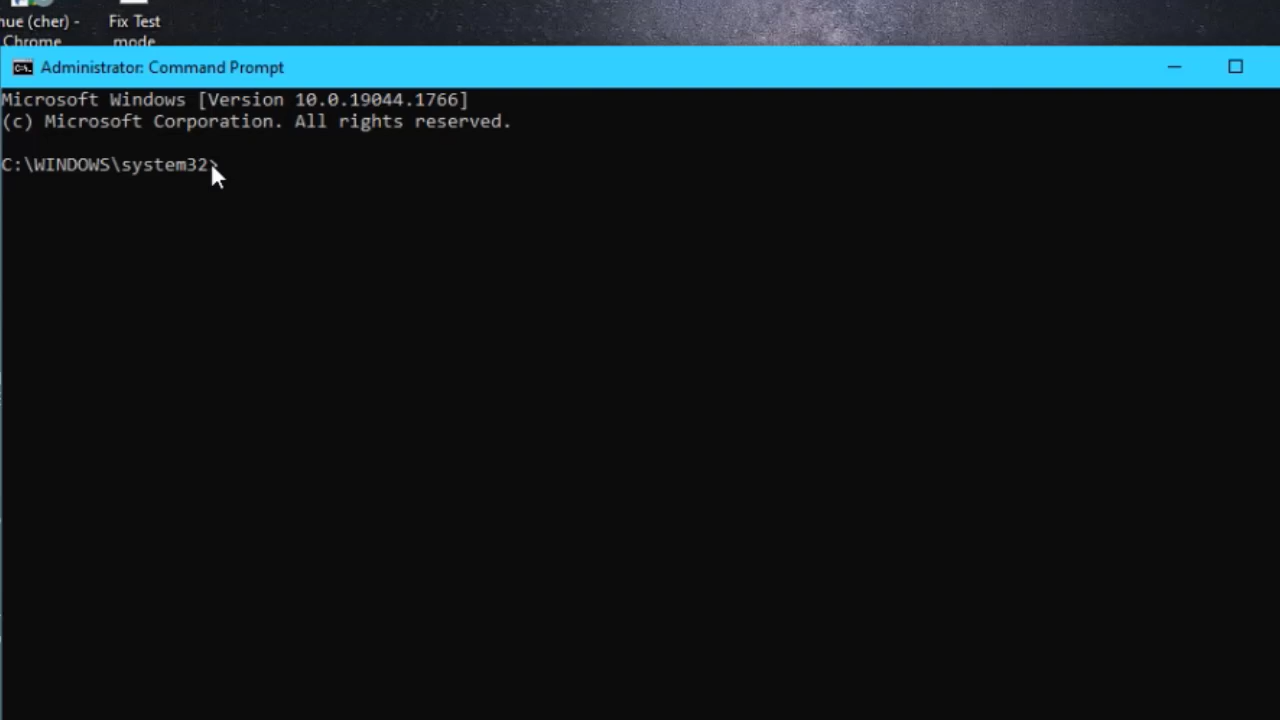 (cher) -
Chrome
Fix Test
mode
Administrator: Command Prompt
Microsoft Windows [Version 10.0.19044.1766]
(c) Microsoft Corporation. All rights reserved.
C:\WINDOWS\system32>